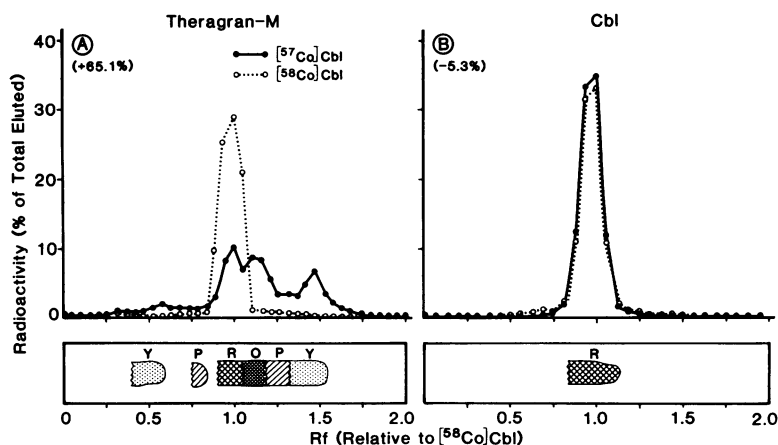 Theragran-M
Cbl
Radioactivity (% of Total Eluted)
40
30
20
10
0
A
(+65.1%)
[57Co]Cbl
[58Co]Cbl
B
(−5.3%)
Y P R O P Y
R
0 0.5 1.0 1.5 2.0
0.5 1.0 1.5 2.0
Rf (Relative to [58Co]Cbl)